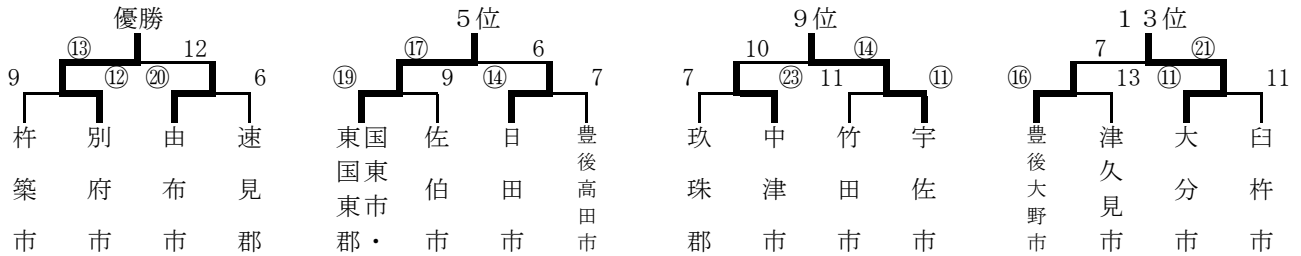 優勝 ５位 ９位 １３位
⑬ 12 ⑰ 6 10 ⑭ 7 ㉑
9 ⑫ ⑳ 6 ⑲ 9 ⑭ 7 7 ㉓ 11 ⑪ ⑯ 13 ⑪ 11
杵築市
別府市
由布市
速見郡
国東市・
東国東郡
佐伯市
日田市
豊後高田市
玖珠郡
中津市
竹田市
宇佐市
豊後大野市
津久見市
大分市
臼杵市